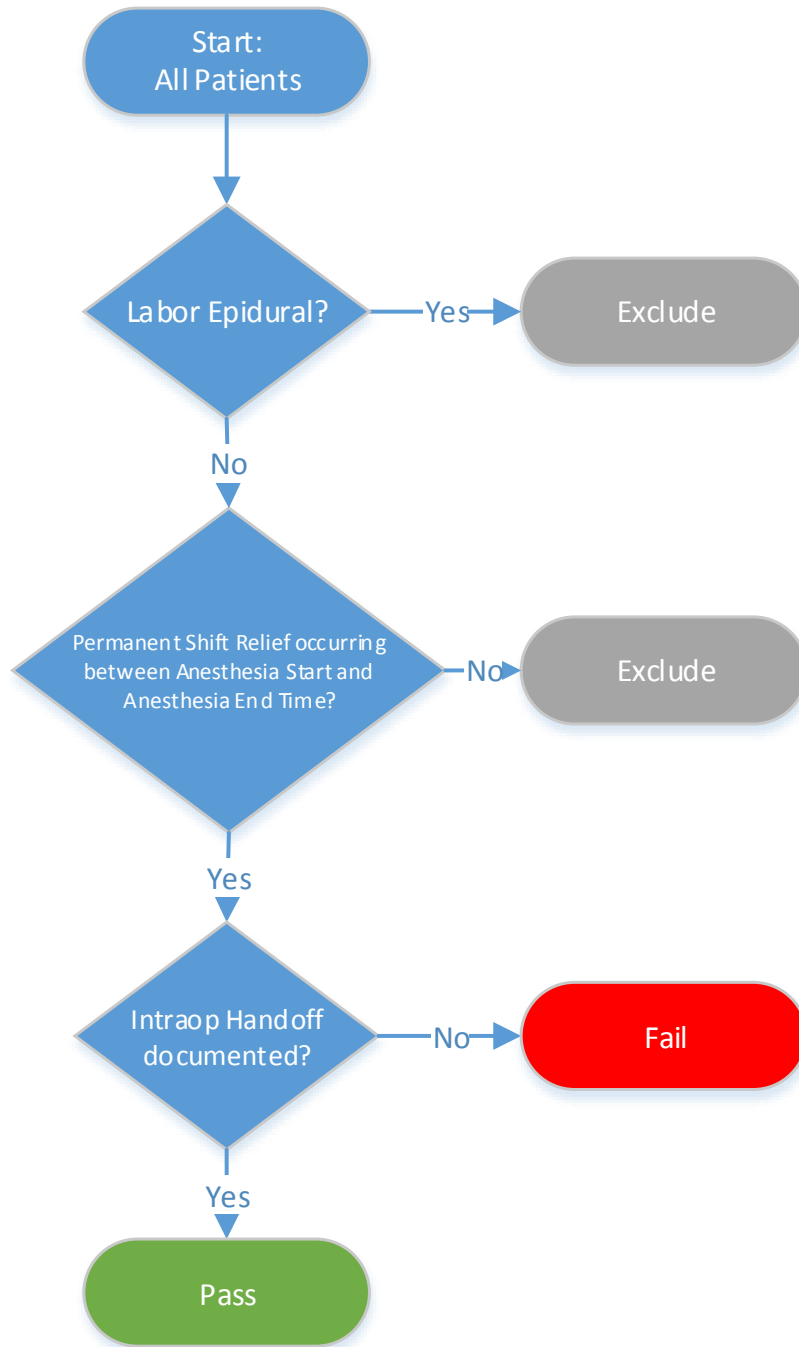 Start:
All Patients
Labor Epidural?
Yes
Exclude
No
Permanent Shift Relief occurring
between Anesthesia Start and
Anesthesia End Time?
No
Exclude
Yes
Intraop Handoff
documented?
No
Fail
Yes
Pass